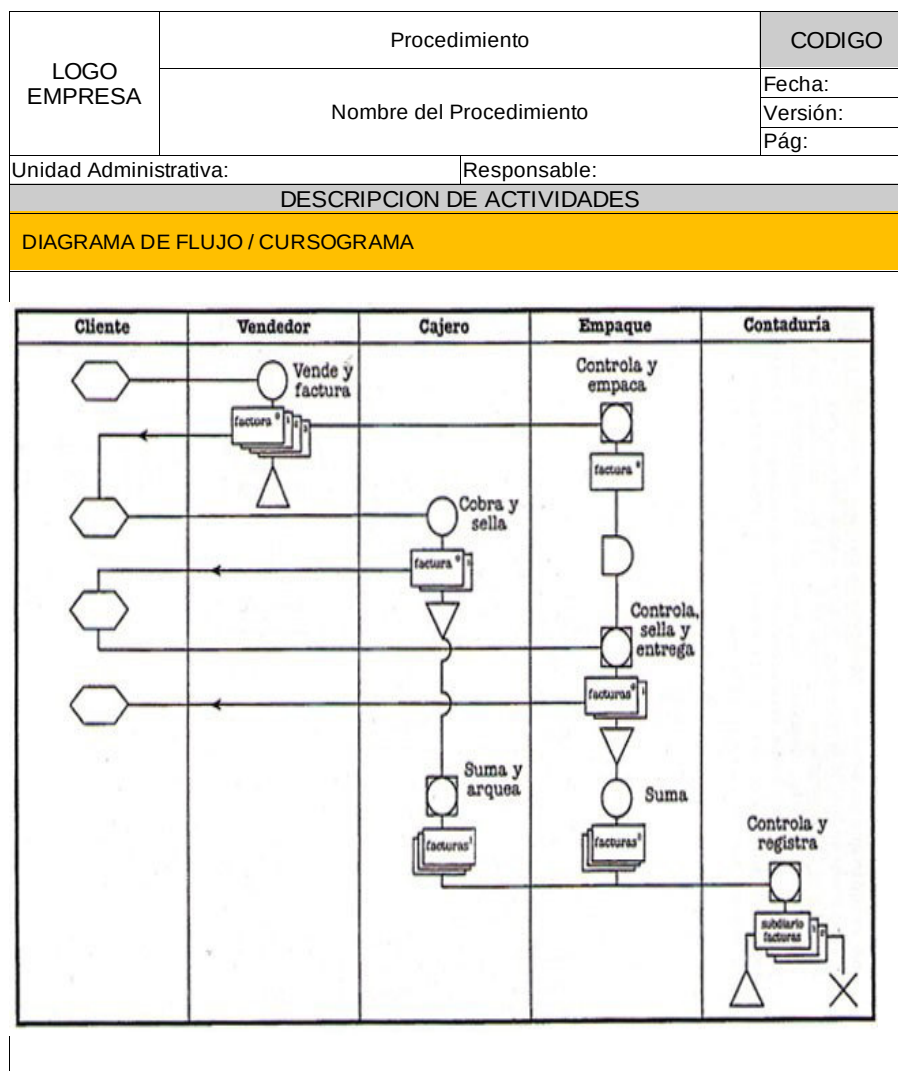 LOGO
EMPRESA
Procedimiento
CODIGO
Nombre del Procedimiento
Fecha:
Versión:
Pág:
Unidad Administrativa:
Responsable:
DESCRIPCION DE ACTIVIDADES
DIAGRAMA DE FLUJO / CURSOGRAMA
Cliente
Vendedor
Cajero
Empaque
Contaduría
Vende y
factura
Controla y
empaca
factura
factura
Cobra y
sella
factura
Controla,
sella y
entrega
facturas
Suma y
arquea
Suma
facturas
facturas
Controla y
registra
subdiario
facturas